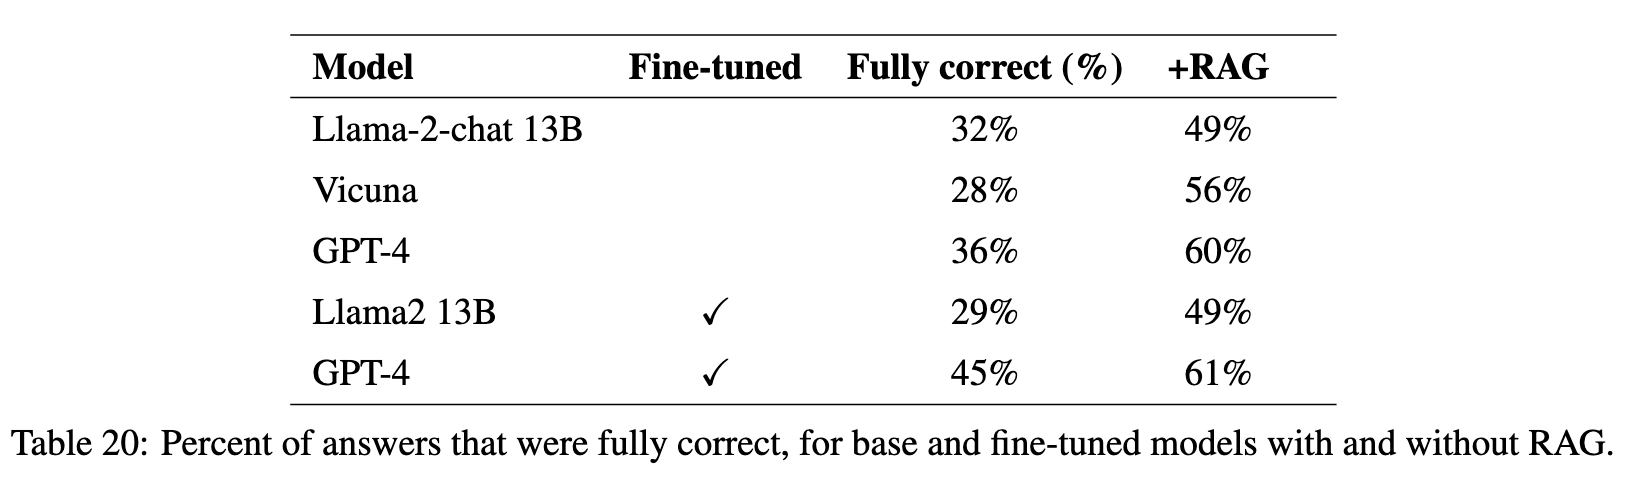 Model Fine-tuned Fully correct (%) +RAG
Llama-2-chat 13B 32% 49%
Vicuna 28% 56%
GPT-4 36% 60%
Llama2 13B ✓ 29% 49%
GPT-4 ✓ 45% 61%
Table 20: Percent of answers that were fully correct, for base and fine-tuned models with and without RAG.